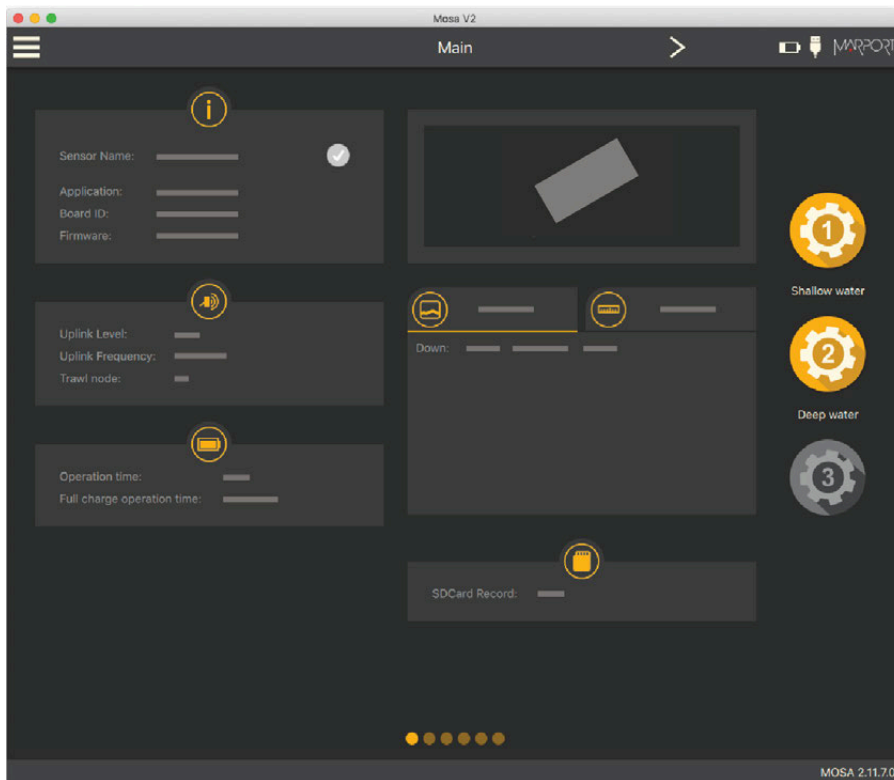 Mosa V2
Main
MARPORT
Sensor Name:
Application:
Board ID:
Firmware:
Uplink Level:
Uplink Frequency:
Trawl node:
Operation time:
Full charge operation time:
Down:
SDCard Record:
1
Shallow water
2
Deep water
3
MOSA 2.11.7.0